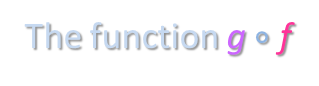 The function g ∘ f